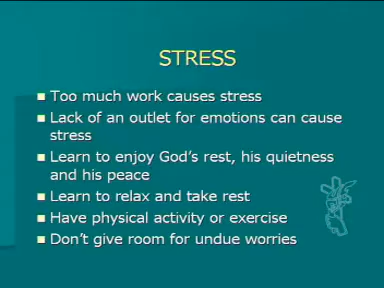 STRESS
Too much work causes stress
Lack of an outlet for emotions can cause
stress
Learn to enjoy God's rest, his quietness
and his peace
Learn to relax and take rest
Have physical activity or exercise
Don't give room for undue worries